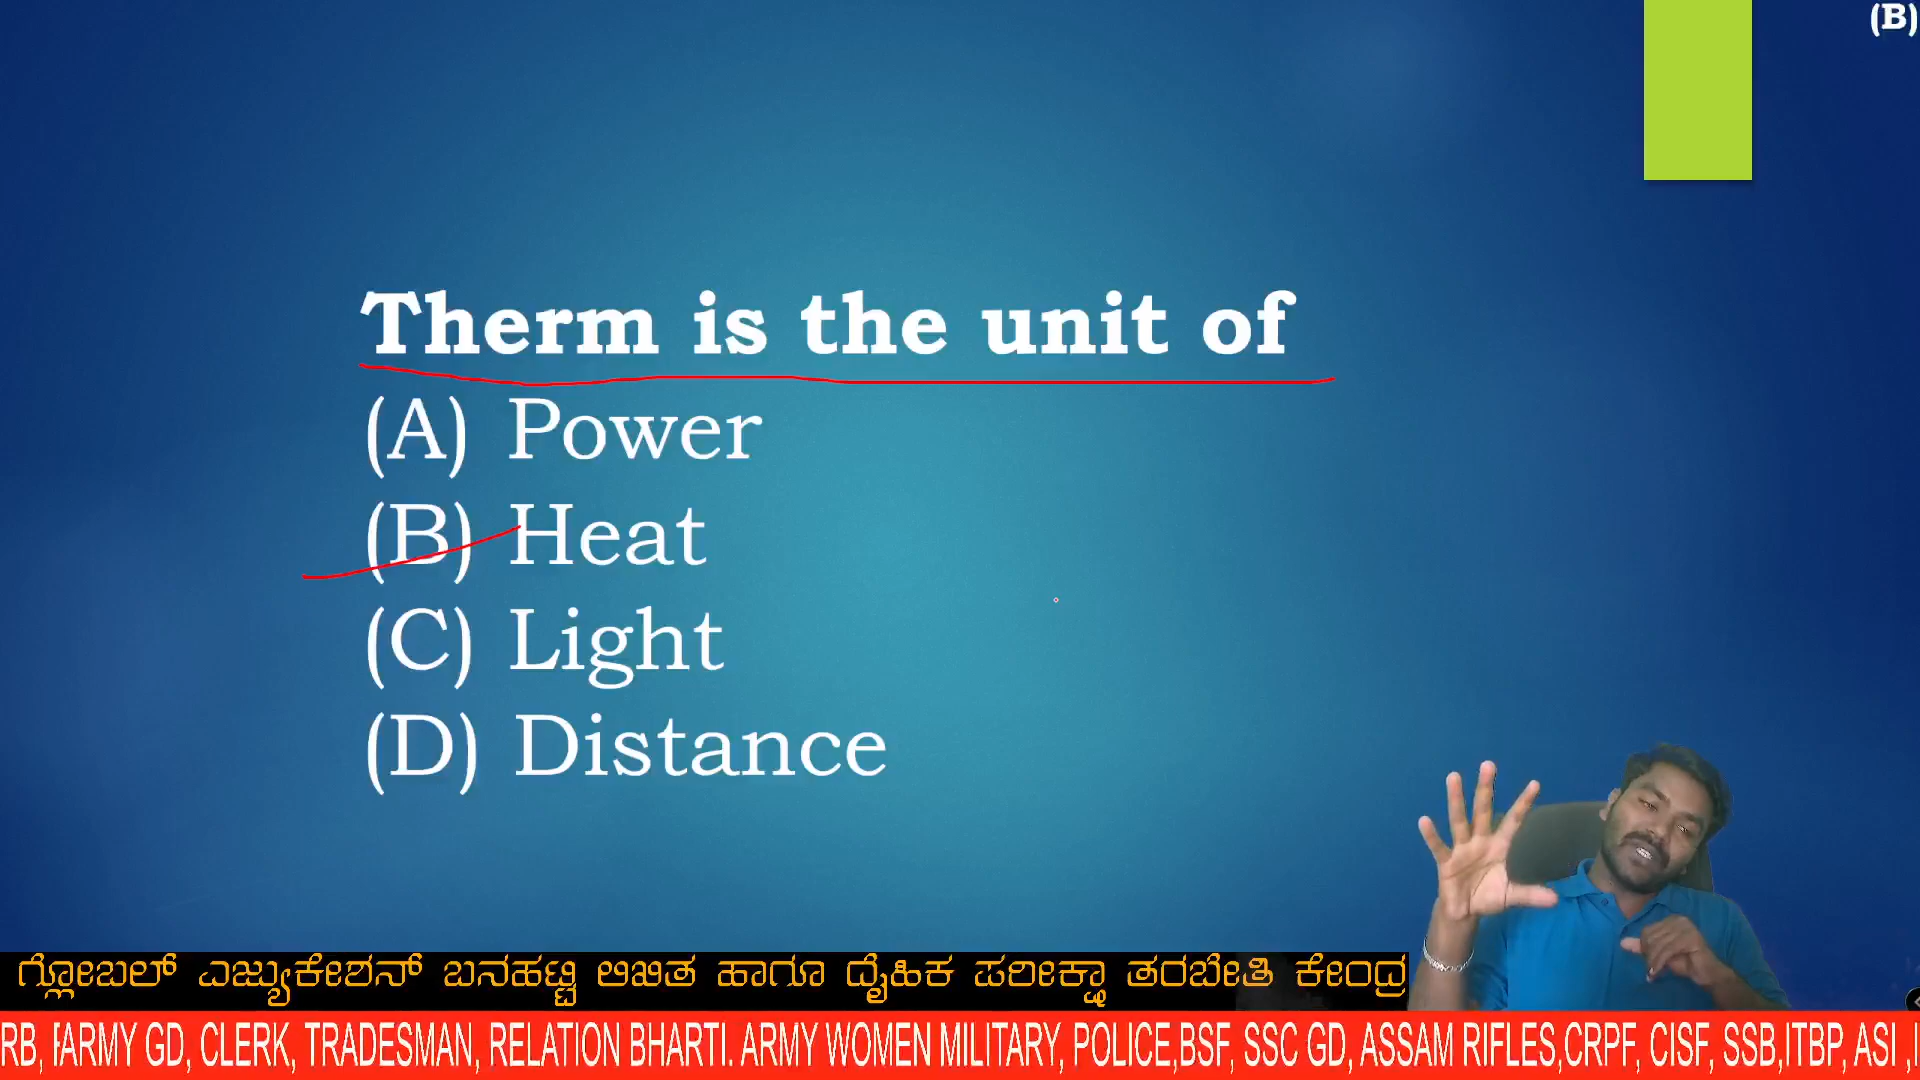 (B)
Therm is the unit of
(A) Power
(B) Heat
(C) Light
(D) Distance
ಗ್ಲೋಬಲ್ ಎಜ್ಯುಕೇಶನ್ ಬನಹಟ್ಟಿ ಲಿಖಿತ ಹಾಗೂ ದೈಹಿಕ ಪರೀಕ್ಷಾ ತರಬೇತಿ ಕೇಂದ್ರ
RB, ARMY GD, CLERK, TRADESMAN, RELATION BHARTI. ARMY WOMEN MILITARY, POLICE,BSF, SSC GD, ASSAM RIFLES,CRPF, CISF, SSB,ITBP, ASI ,